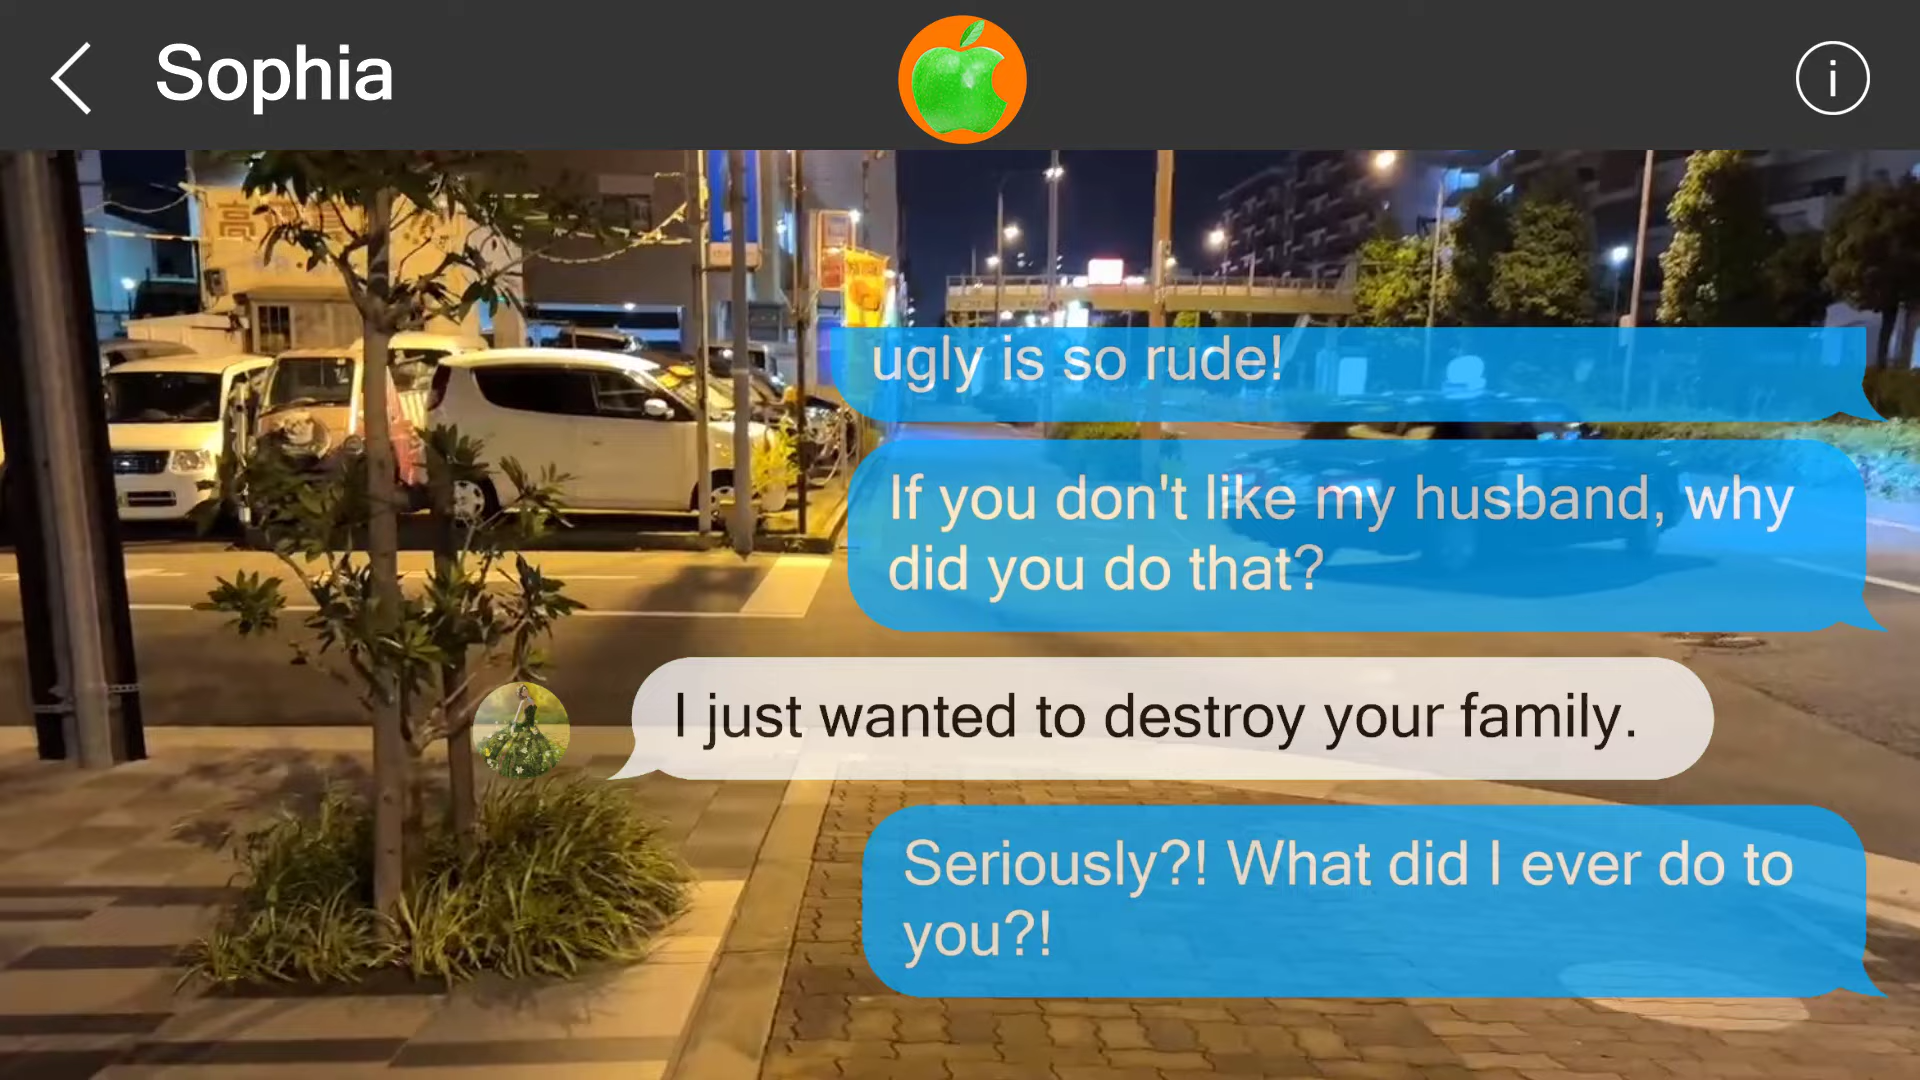 Sophia
ugly is so rude!
If you don't like my husband, why
did you do that?
I just wanted to destroy your family.
Seriously?! What did I ever do to
you?!